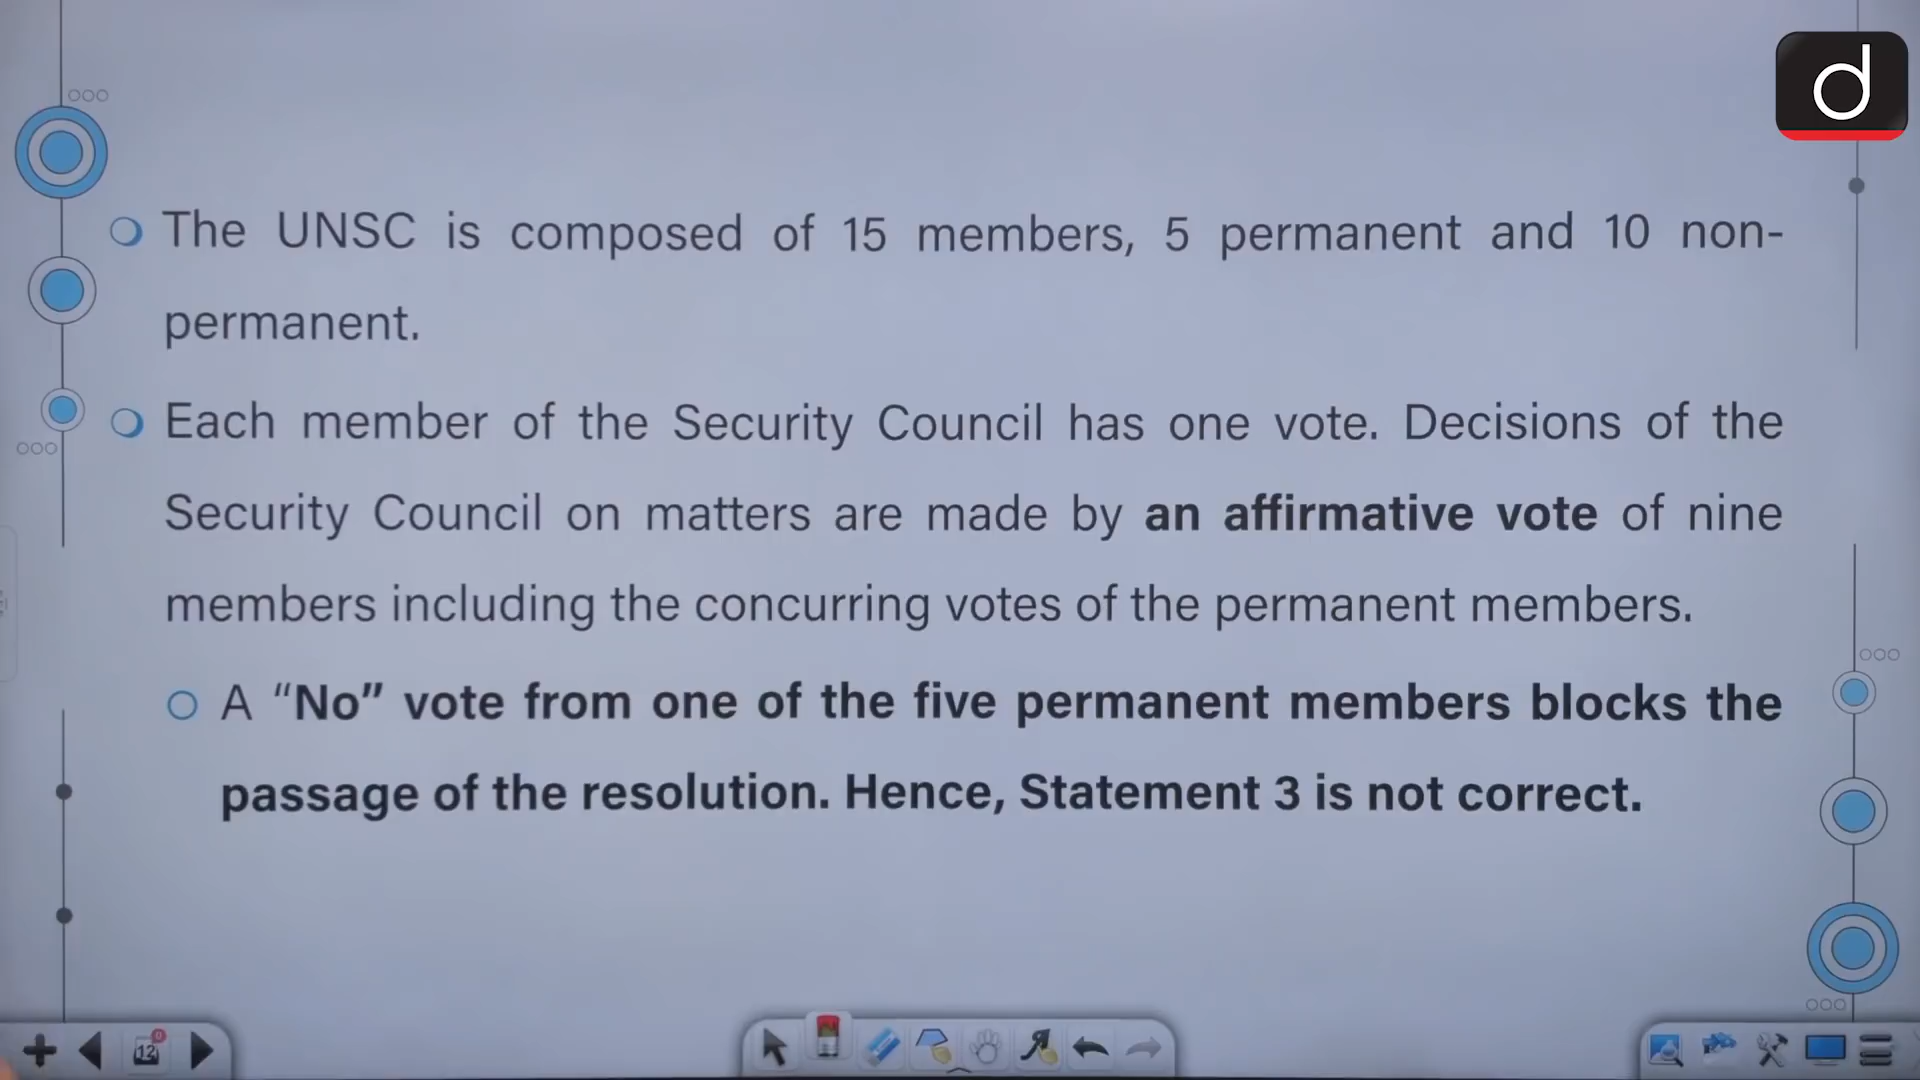 d
The UNSC is composed of 15 members, 5 permanent and 10 non-
permanent.
Each member of the Security Council has one vote. Decisions of the
Security Council on matters are made by an affirmative vote of nine
members including the concurring votes of the permanent members.
A “No” vote from one of the five permanent members blocks the
passage of the resolution. Hence, Statement 3 is not correct.
12
0